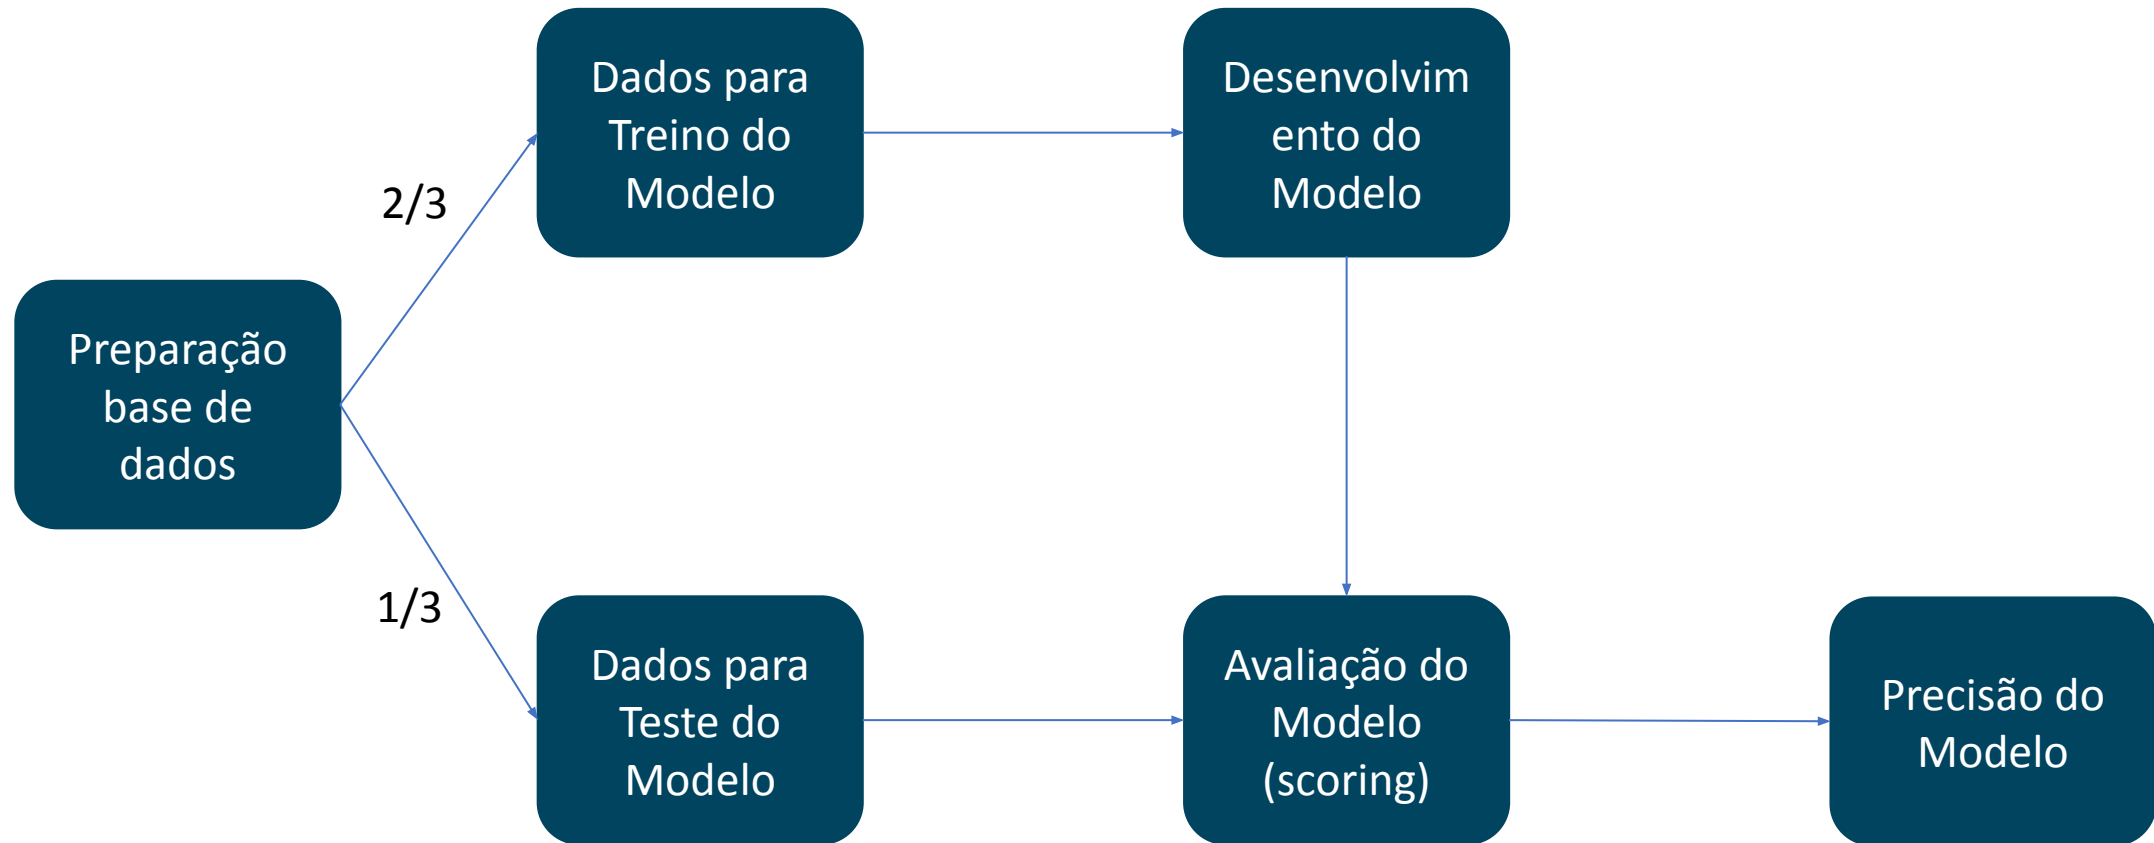 Dados para
Treino do
Modelo
Desenvolvim
ento do
Modelo
2/3
Preparação
base de
dados
1/3
Dados para
Teste do
Modelo
Avaliação do
Modelo
(scoring)
Precisão do
Modelo